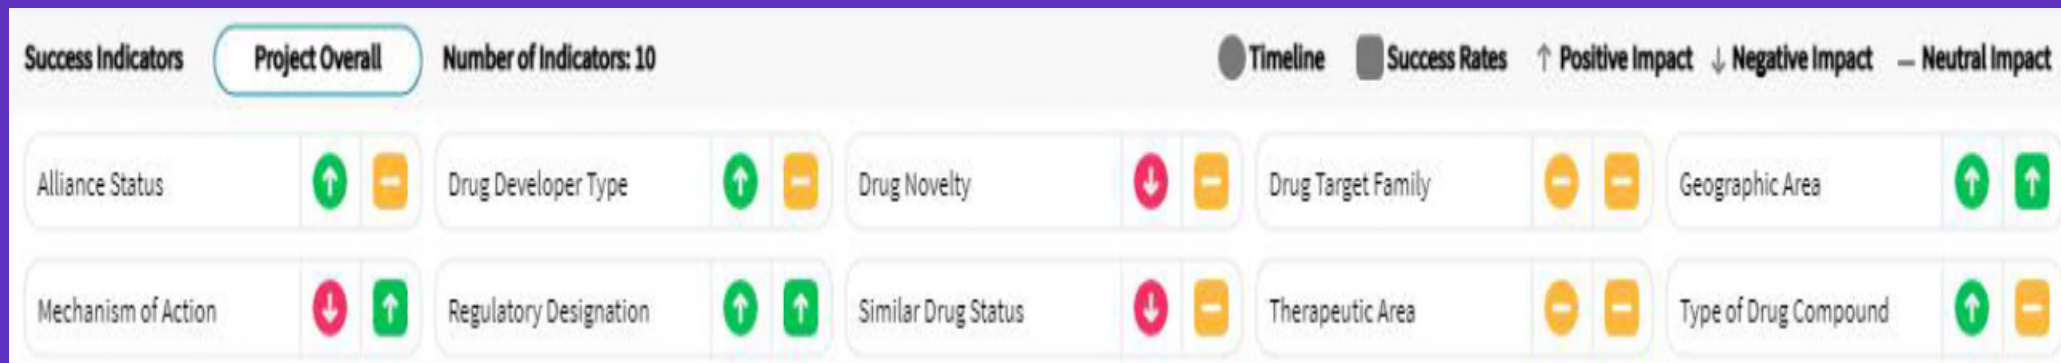 Success Indicators Project Overall Number of Indicators: 10 Timeline Success Rates ↑ Positive Impact ↓ Negative Impact — Neutral Impact
Alliance Status Drug Developer Type Drug Novelty Drug Target Family Geographic Area
Mechanism of Action Regulatory Designation Similar Drug Status Therapeutic Area Type of Drug Compound